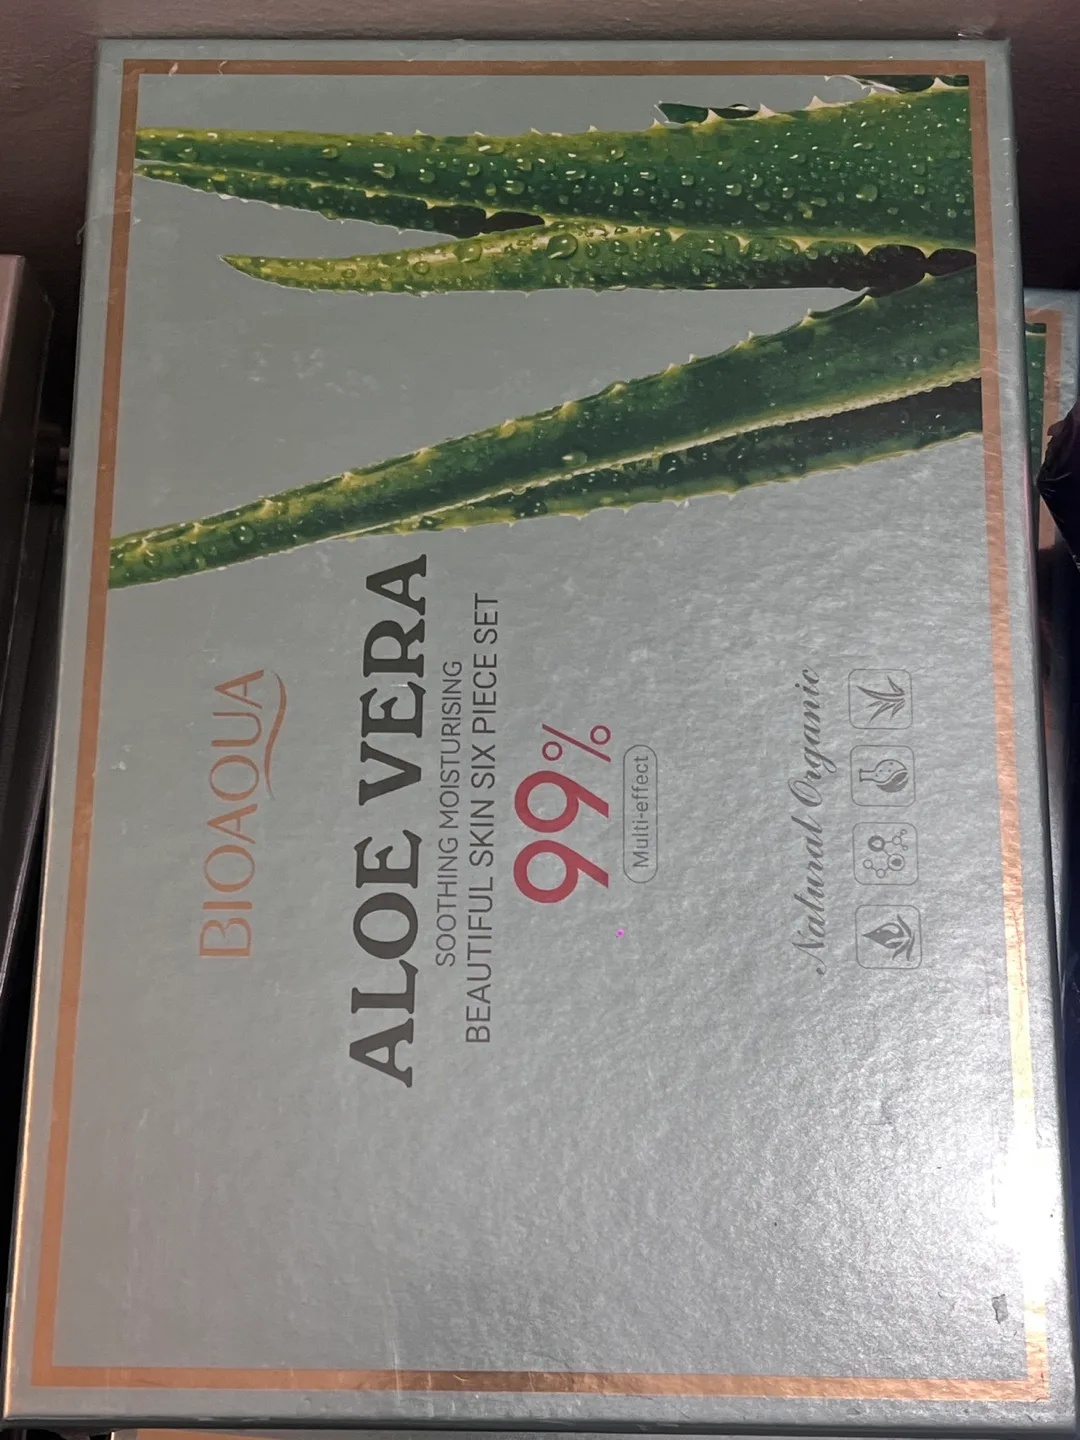 BIOAQUA
ALOE VERA
SOOTHING MOISTURISING
BEAUTIFUL SKIN SIX PIECE SET
99%
Multi-effect
Natural Organic